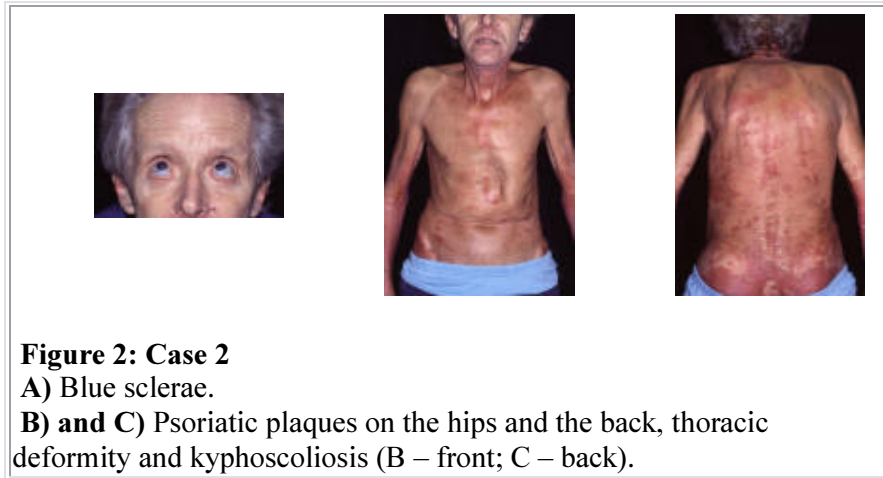 Figure 2: Case 2
A) Blue sclerae.
B) and C) Psoriatic plaques on the hips and the back, thoracic
deformity and kyphoscoliosis (B – front; C – back).